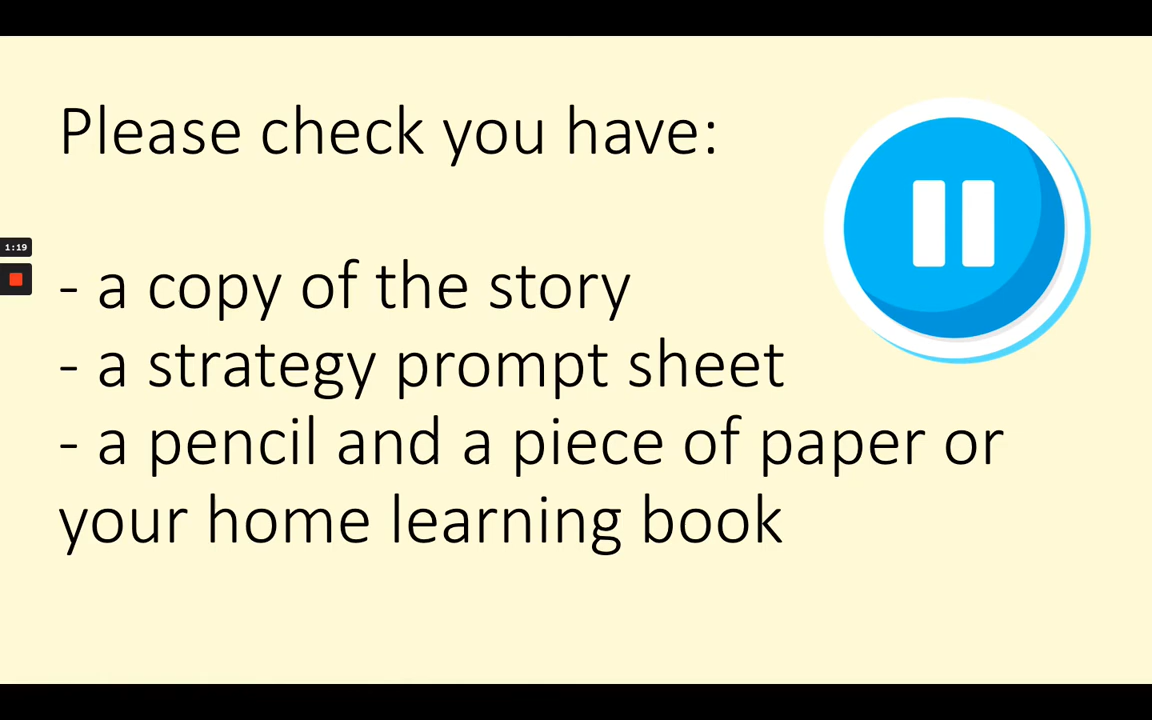 Please check you have:
1:19
- a copy of the story
- a strategy prompt sheet
- a pencil and a piece of paper or
your home learning book